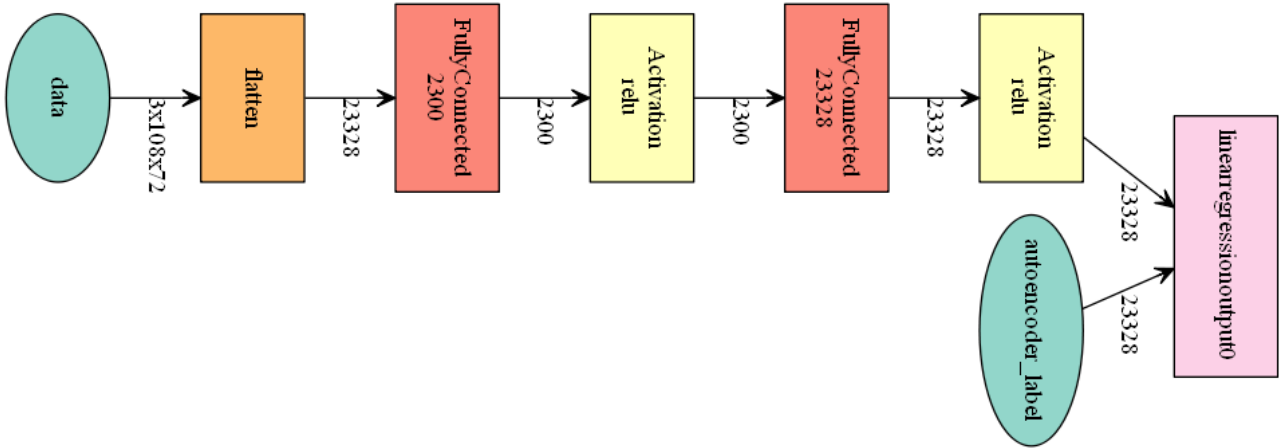 data
3x108x72
flatten
23328
FullyConnected
2300
2300
Activation
relu
2300
FullyConnected
23328
23328
Activation
relu
23328
autoencoder_label
23328
linearregressionoutput0